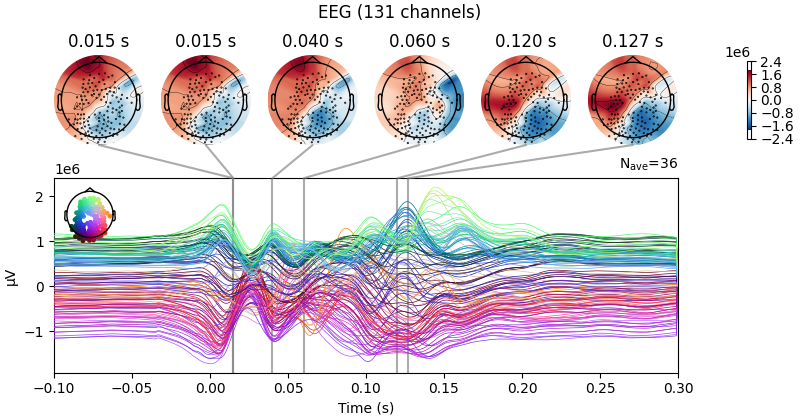 EEG (131 channels)
0.015 s 0.015 s 0.040 s 0.060 s 0.120 s 0.127 s
1e6
2.4
1.6
0.8
0.0
−0.8
−1.6
−2.4
1e6
Nave=36
2
1
0
−1
µV
−0.10 −0.05 0.00 0.05 0.10 0.15 0.20 0.25 0.30
Time (s)